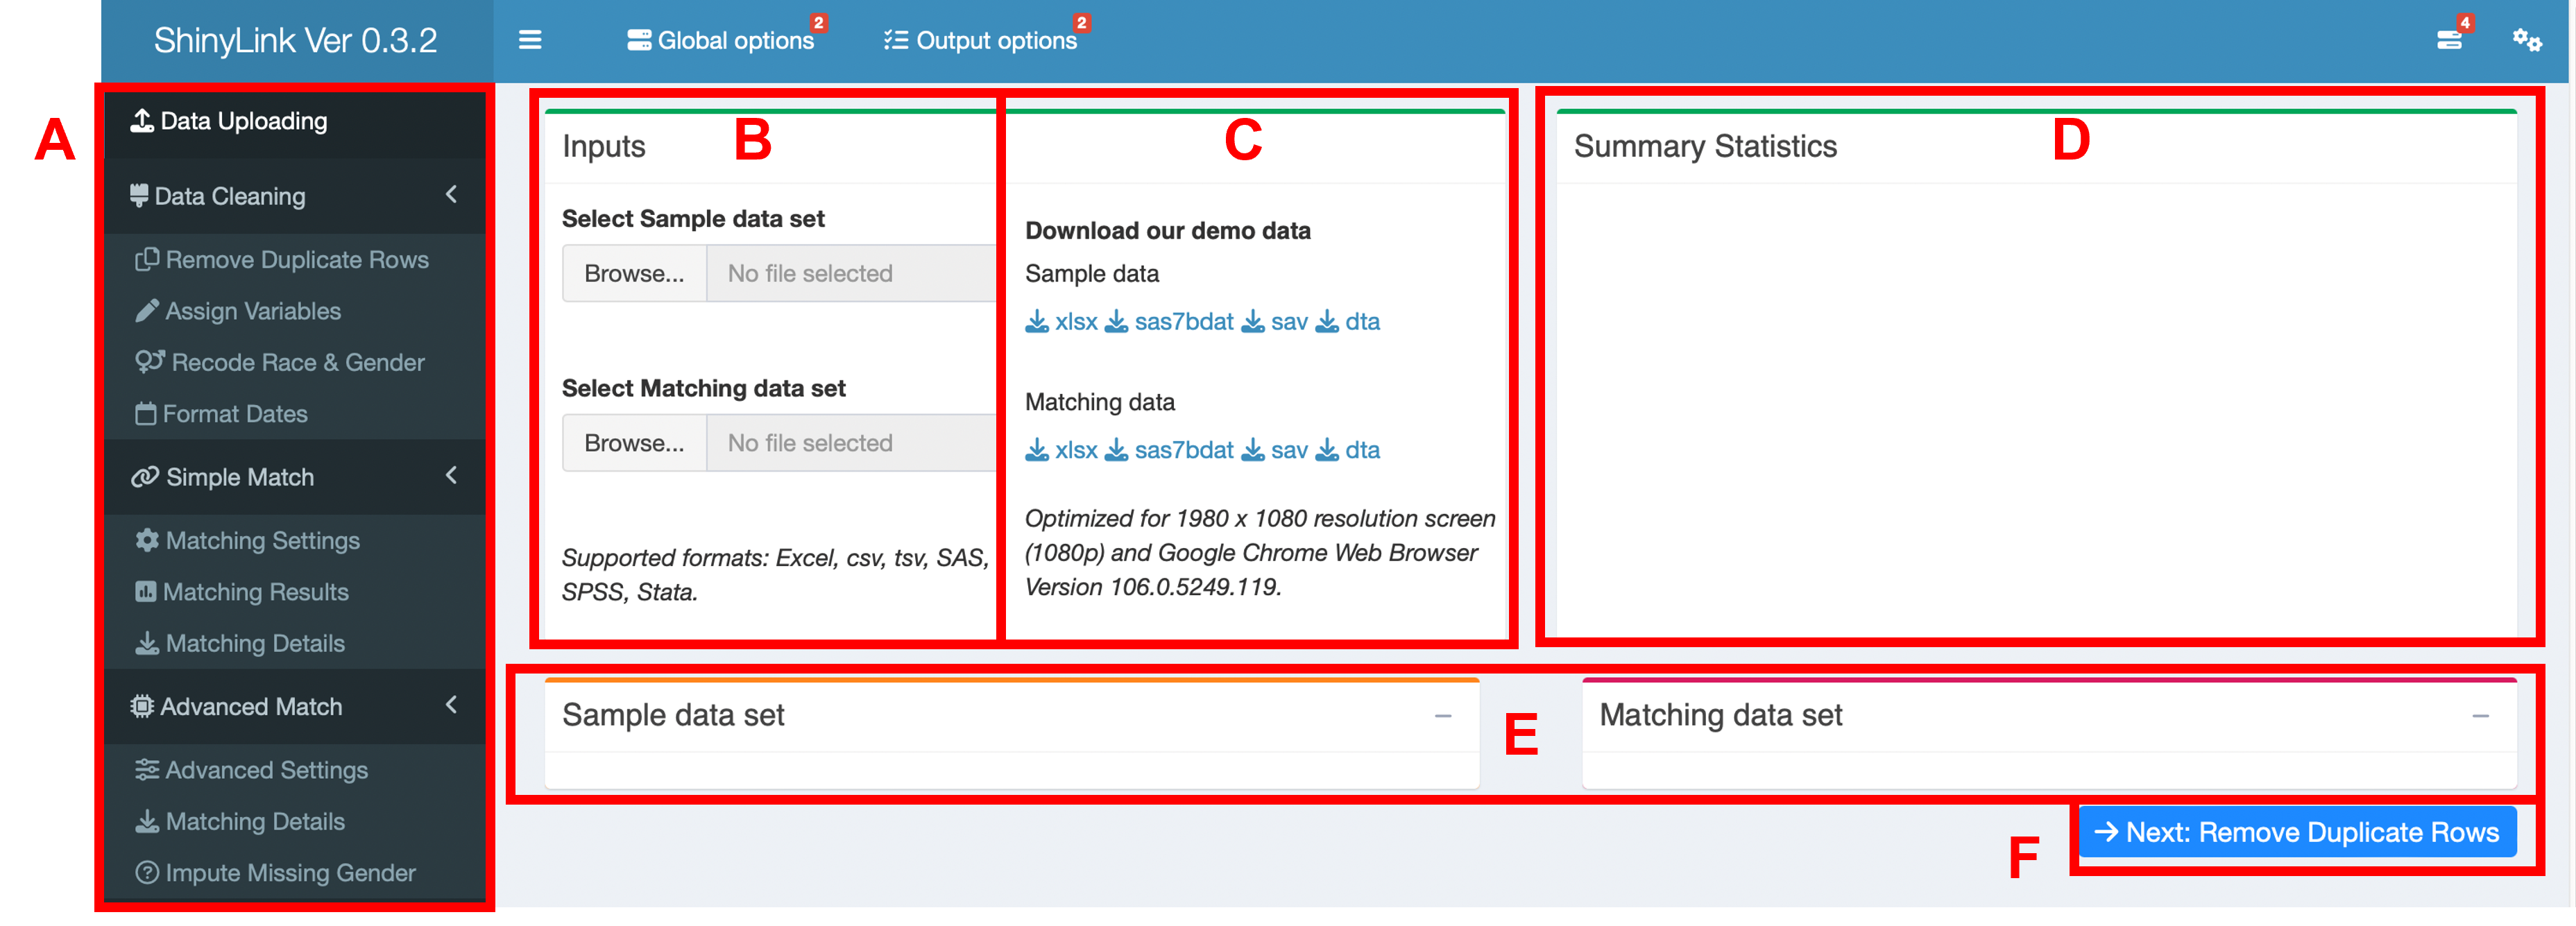 ShinyLink Ver 0.3.2
Global options 2
Output options 2
4
A
Data Uploading
Data Cleaning
Remove Duplicate Rows
Assign Variables
Recode Race & Gender
Format Dates
Simple Match
Matching Settings
Matching Results
Matching Details
Advanced Match
Advanced Settings
Matching Details
Impute Missing Gender
Inputs
B
Select Sample data set
Browse... No file selected
Select Matching data set
Browse... No file selected
Supported formats: Excel, csv, tsv, SAS,
SPSS, Stata.
C
Download our demo data
Sample data
xlsx sas7bdat sav dta
Matching data
xlsx sas7bdat sav dta
Optimized for 1980 x 1080 resolution screen
(1080p) and Google Chrome Web Browser
Version 106.0.5249.119.
Summary Statistics
D
Sample data set
E
Matching data set
F
Next: Remove Duplicate Rows